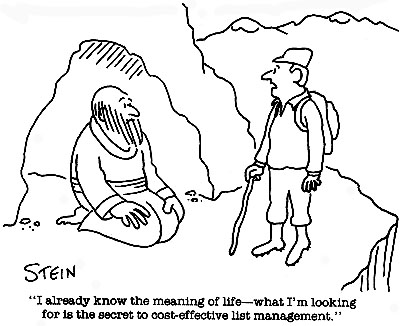 STEIN
"I already know the meaning of life—what I'm looking
for is the secret to cost-effective list management."